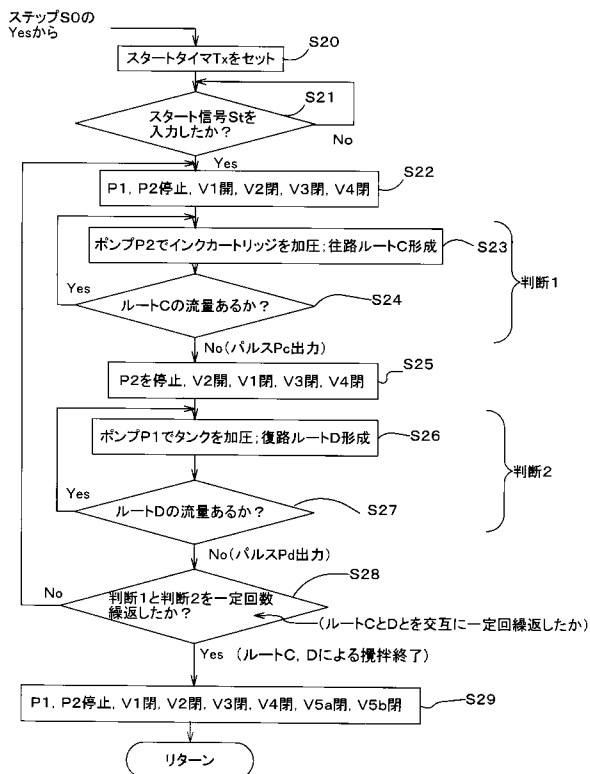 ステップS0の
Yesから
S20
スタートタイマTxをセット
S21
スタート信号Stを
入力したか？
No
Yes
S22
P1, P2停止, V1開, V2閉, V3閉, V4閉
ポンプP2でインクカートリッジを加圧;往路ルートC形成
S23
判断1
Yes
ルートCの流量あるか？
S24
No(パルスPc出力)
S25
P2を停止, V2開, V1閉, V3閉, V4閉
ポンプP1でタンクを加圧;復路ルートD形成
S26
判断2
Yes
ルートDの流量あるか？
S27
No(パルスPd出力)
S28
No
判断1と判断2を一定回数
繰返したか？
(ルートCとDとを交互に一定回繰返したか)
Yes (ルートC, Dによる攪拌終了)
S29
P1, P2停止, V1閉, V2閉, V3閉, V4閉, V5a閉, V5b閉
リターン